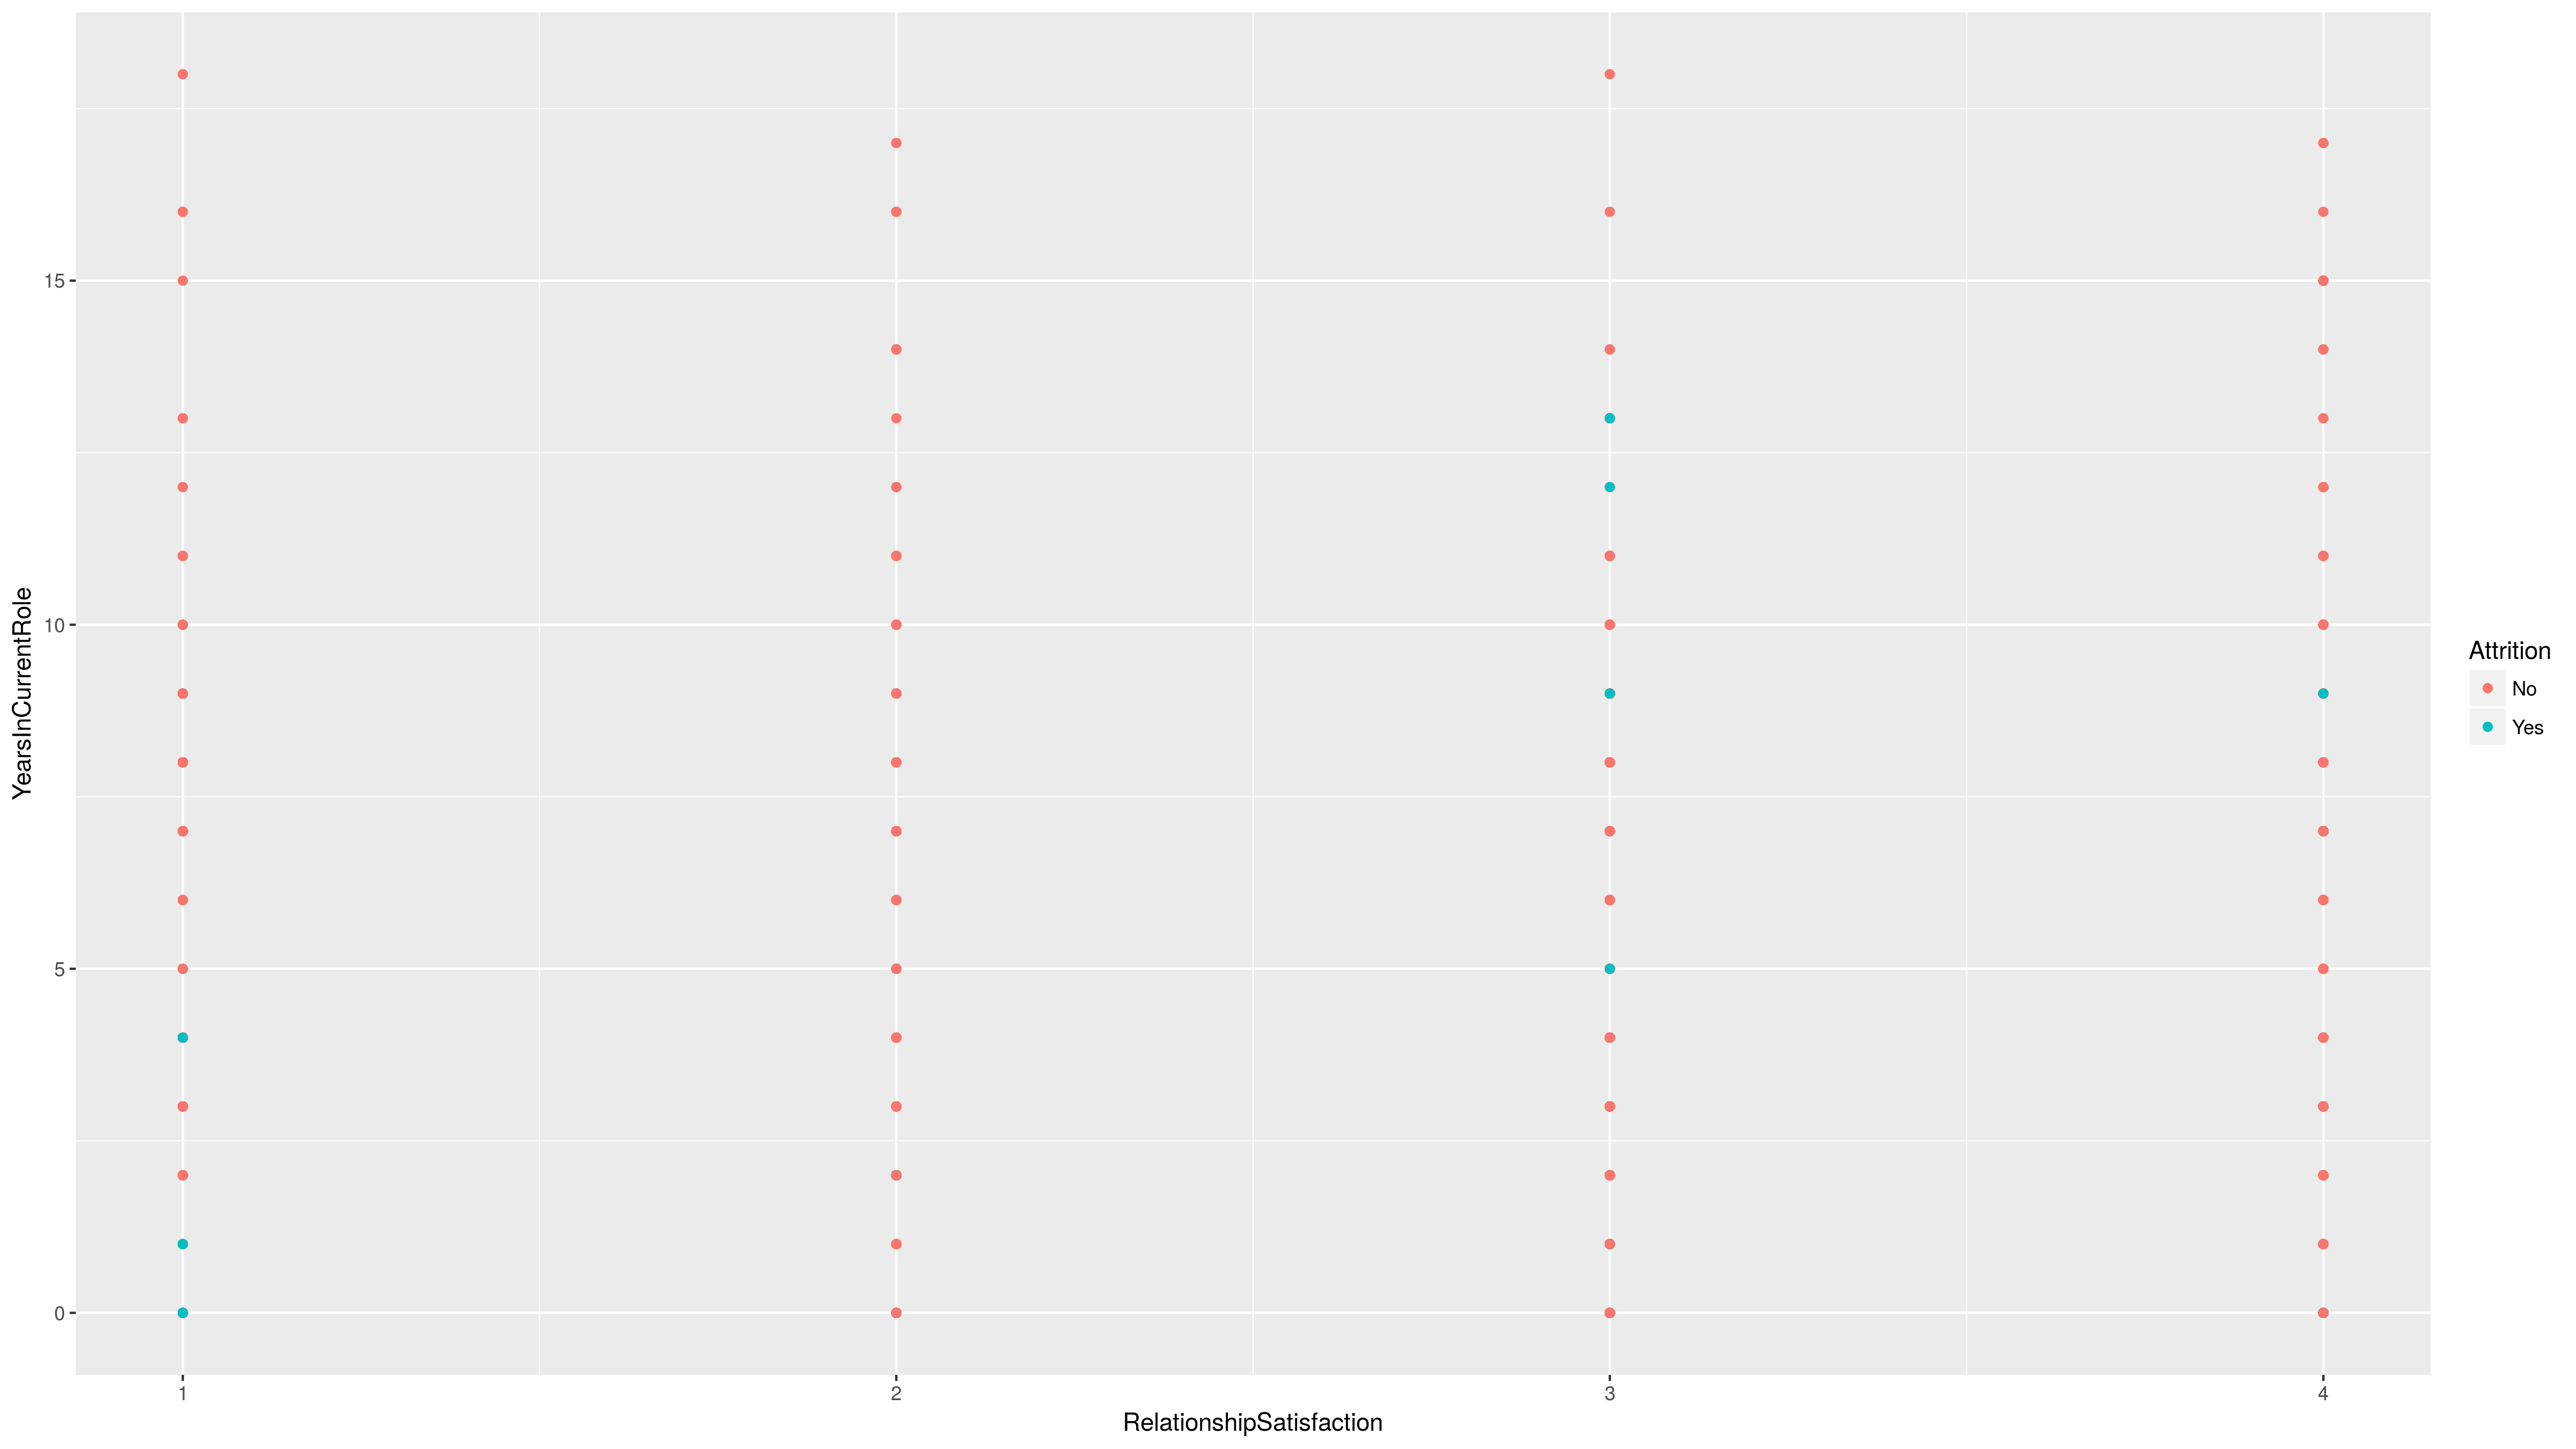 15
10
5
0
YearsInCurrentRole
1 2 3 4
RelationshipSatisfaction
Attrition
No
Yes